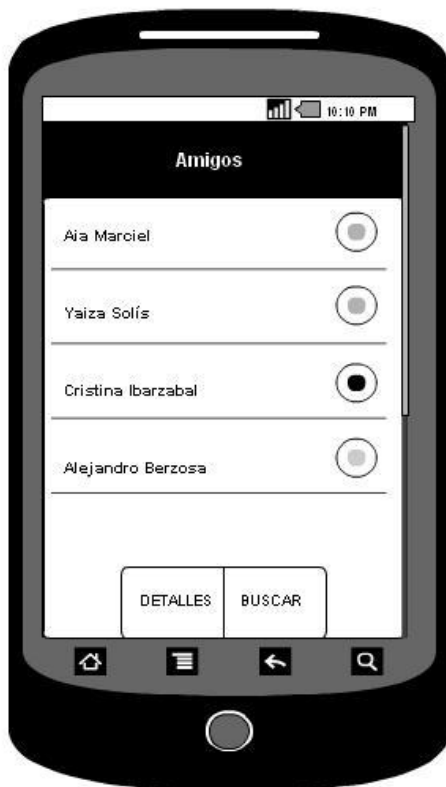 10:10 PM
Amigos
Aia Marciel
Yaiza Solís
Cristina Ibarzabal
Alejandro Berzosa
DETALLES BUSCAR